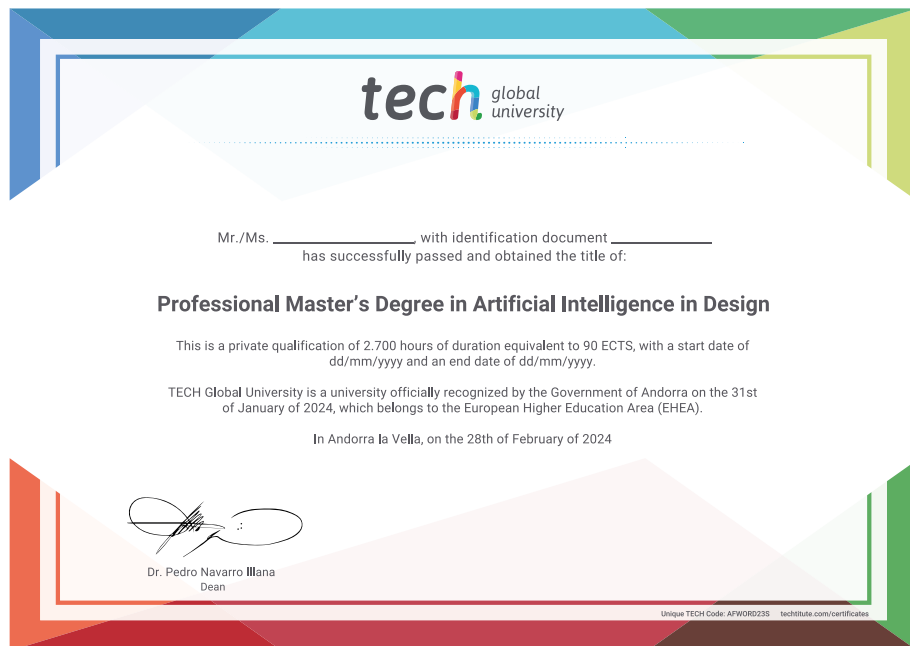 tech global
university
Mr./Ms. ______________, with identification document __________
has successfully passed and obtained the title of:
Professional Master's Degree in Artificial Intelligence in Design
This is a private qualification of 2.700 hours of duration equivalent to 90 ECTS, with a start date of
dd/mm/yyyy and an end date of dd/mm/yyyy.
TECH Global University is a university officially recognized by the Government of Andorra on the 31st
of January of 2024, which belongs to the European Higher Education Area (EHEA).
In Andorra la Vella, on the 28th of February of 2024
Dr. Pedro Navarro Illana
Dean
Unique TECH Code: AFWORD23S techtitute.com/certificates